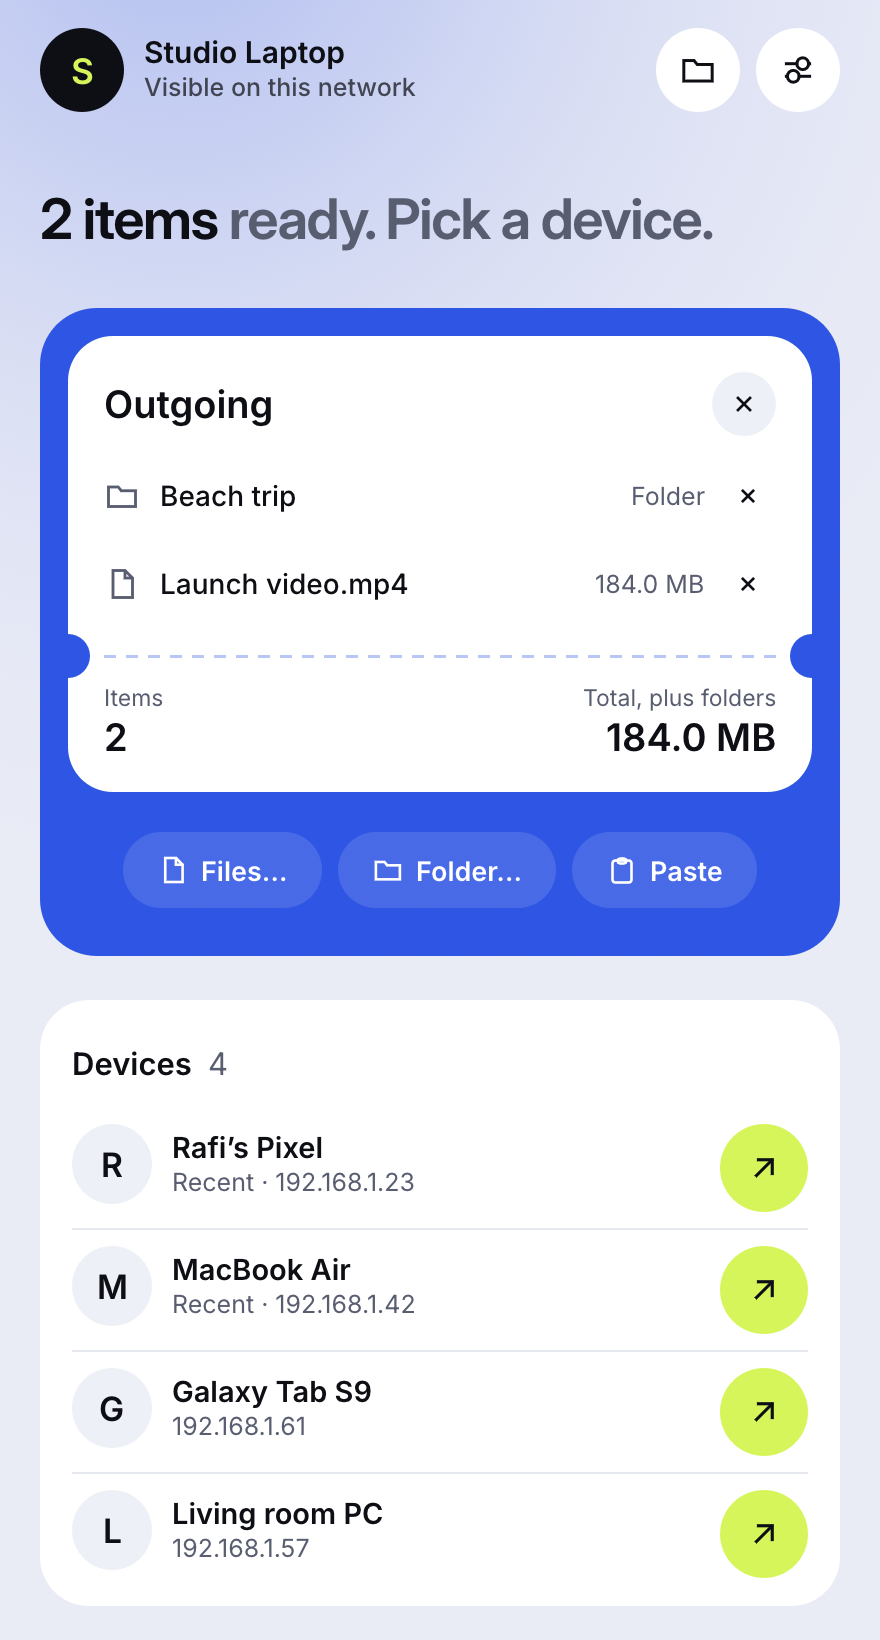 S
Studio Laptop
Visible on this network
2 items ready. Pick a device.
Outgoing
Beach trip Folder
Launch video.mp4 184.0 MB
Items Total, plus folders
2 184.0 MB
Files... Folder... Paste
Devices 4
R
Rafi’s Pixel
Recent · 192.168.1.23
M
MacBook Air
Recent · 192.168.1.42
G
Galaxy Tab S9
192.168.1.61
L
Living room PC
192.168.1.57